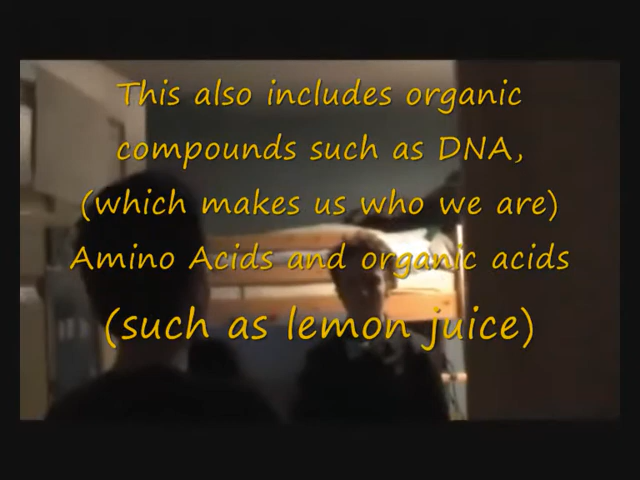 This also includes organic
compounds such as DNA,
(which makes us who we are)
Amino Acids and organic acids
(such as lemon juice)